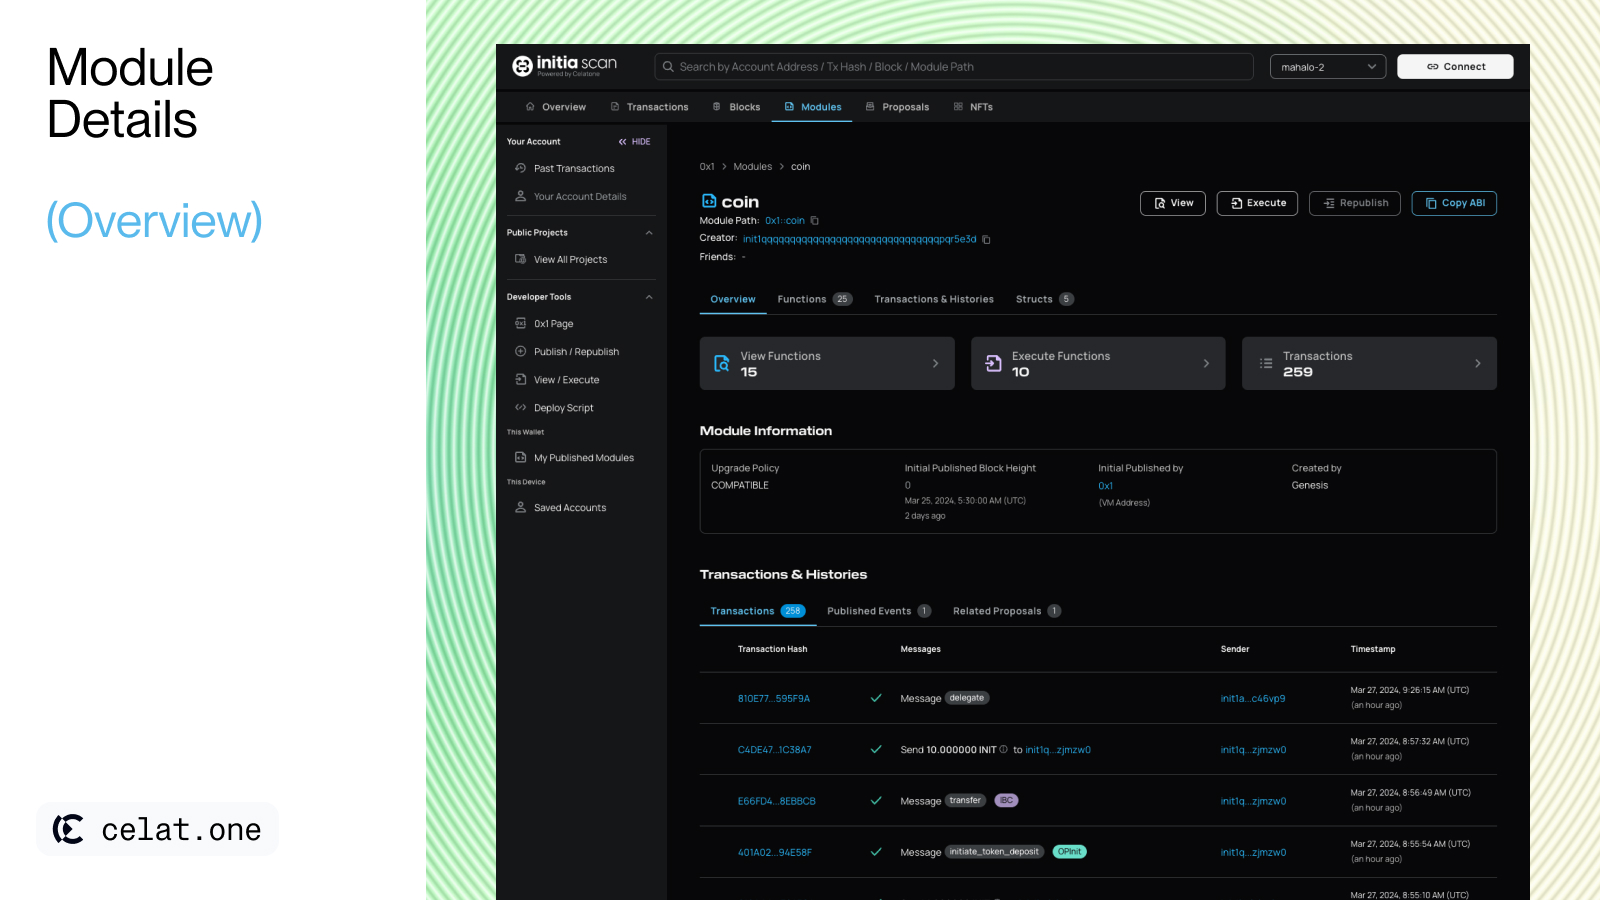 Module
Details
(Overview)
celat.one
initia scan
Powered by Celatone
Search by Account Address / Tx Hash / Block / Module Path
mahalo-2
Connect
Overview
Transactions
Blocks
Modules
Proposals
NFTs
Your Account
HIDE
Past Transactions
Your Account Details
Public Projects
View All Projects
Developer Tools
0x1 Page
Publish / Republish
View / Execute
Deploy Script
This Wallet
My Published Modules
This Device
Saved Accounts
0x1 > Modules > coin
coin
View
Execute
Republish
Copy ABI
Module Path: 0x1::coin
Creator: init1qqqqqqqqqqqqqqqqqqqqqqqqqqqqqqqpqr5e3d
Friends: -
Overview
Functions 25
Transactions & Histories
Structs 5
View Functions
15
Execute Functions
10
Transactions
259
Module Information
Upgrade Policy
COMPATIBLE
Initial Published Block Height
0
Mar 25, 2024, 5:30:00 AM (UTC)
2 days ago
Initial Published by
0x1
(VM Address)
Created by
Genesis
Transactions & Histories
Transactions 258
Published Events 1
Related Proposals 1
Transaction Hash
Messages
Sender
Timestamp
810E77...595F9A
Message delegate
init1a...c46vp9
Mar 27, 2024, 9:26:15 AM (UTC)
(an hour ago)
C4DE47...1C38A7
Send 10.000000 INIT to init1q...zjmzw0
init1q...zjmzw0
Mar 27, 2024, 8:57:32 AM (UTC)
(an hour ago)
E66FD4...8EBBCB
Message transfer IBC
init1q...zjmzw0
Mar 27, 2024, 8:56:49 AM (UTC)
(an hour ago)
401A02...94E58F
Message initiate_token_deposit OPInit
init1q...zjmzw0
Mar 27, 2024, 8:55:54 AM (UTC)
(an hour ago)
Mar 27, 2024, 8:55:10 AM (UTC)